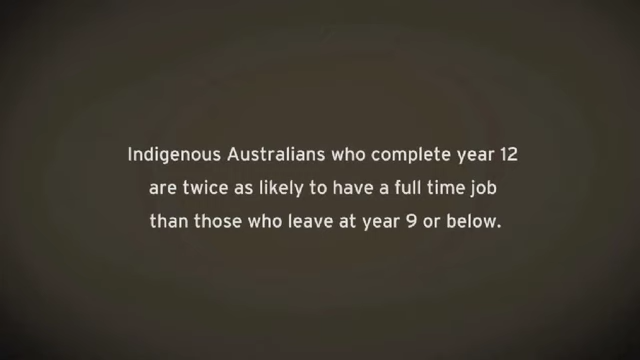 Indigenous Australians who complete year 12
are twice as likely to have a full time job
than those who leave at year 9 or below.